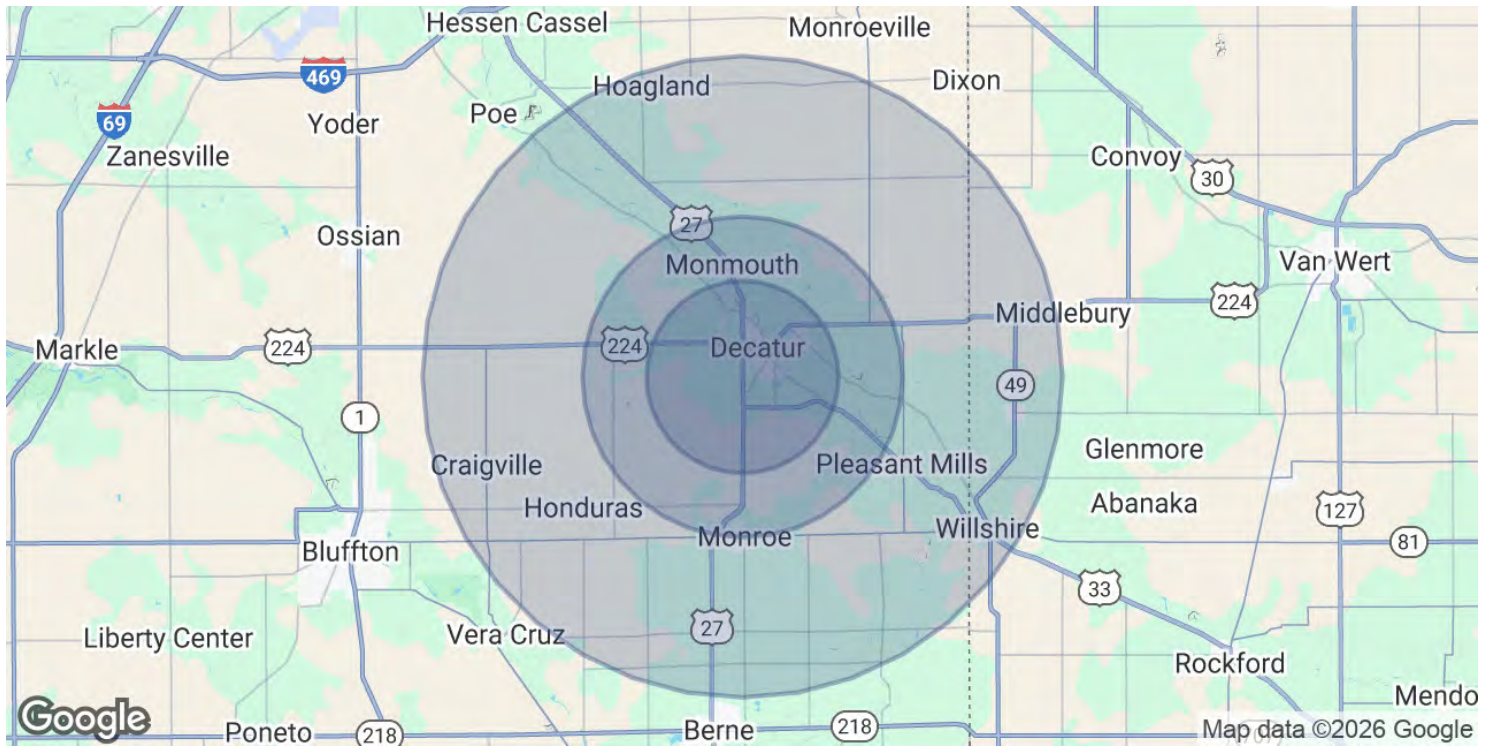 Hessen Cassel
Monroeville
469
Hoagland
Dixon
69
Poe
Yoder
Zanesville
Convoy
30
27
Ossian
Monmouth
Van Wert
224
Middlebury
Markle
224
224
Decatur
49
1
Craigville
Pleasant Mills
Glenmore
Honduras
Abanaka
127
Monroe
Willshire
81
Bluffton
33
27
Liberty Center
Vera Cruz
Rockford
Mendo
Google
Poneto
218
Berne
218
Map data ©2026 Google